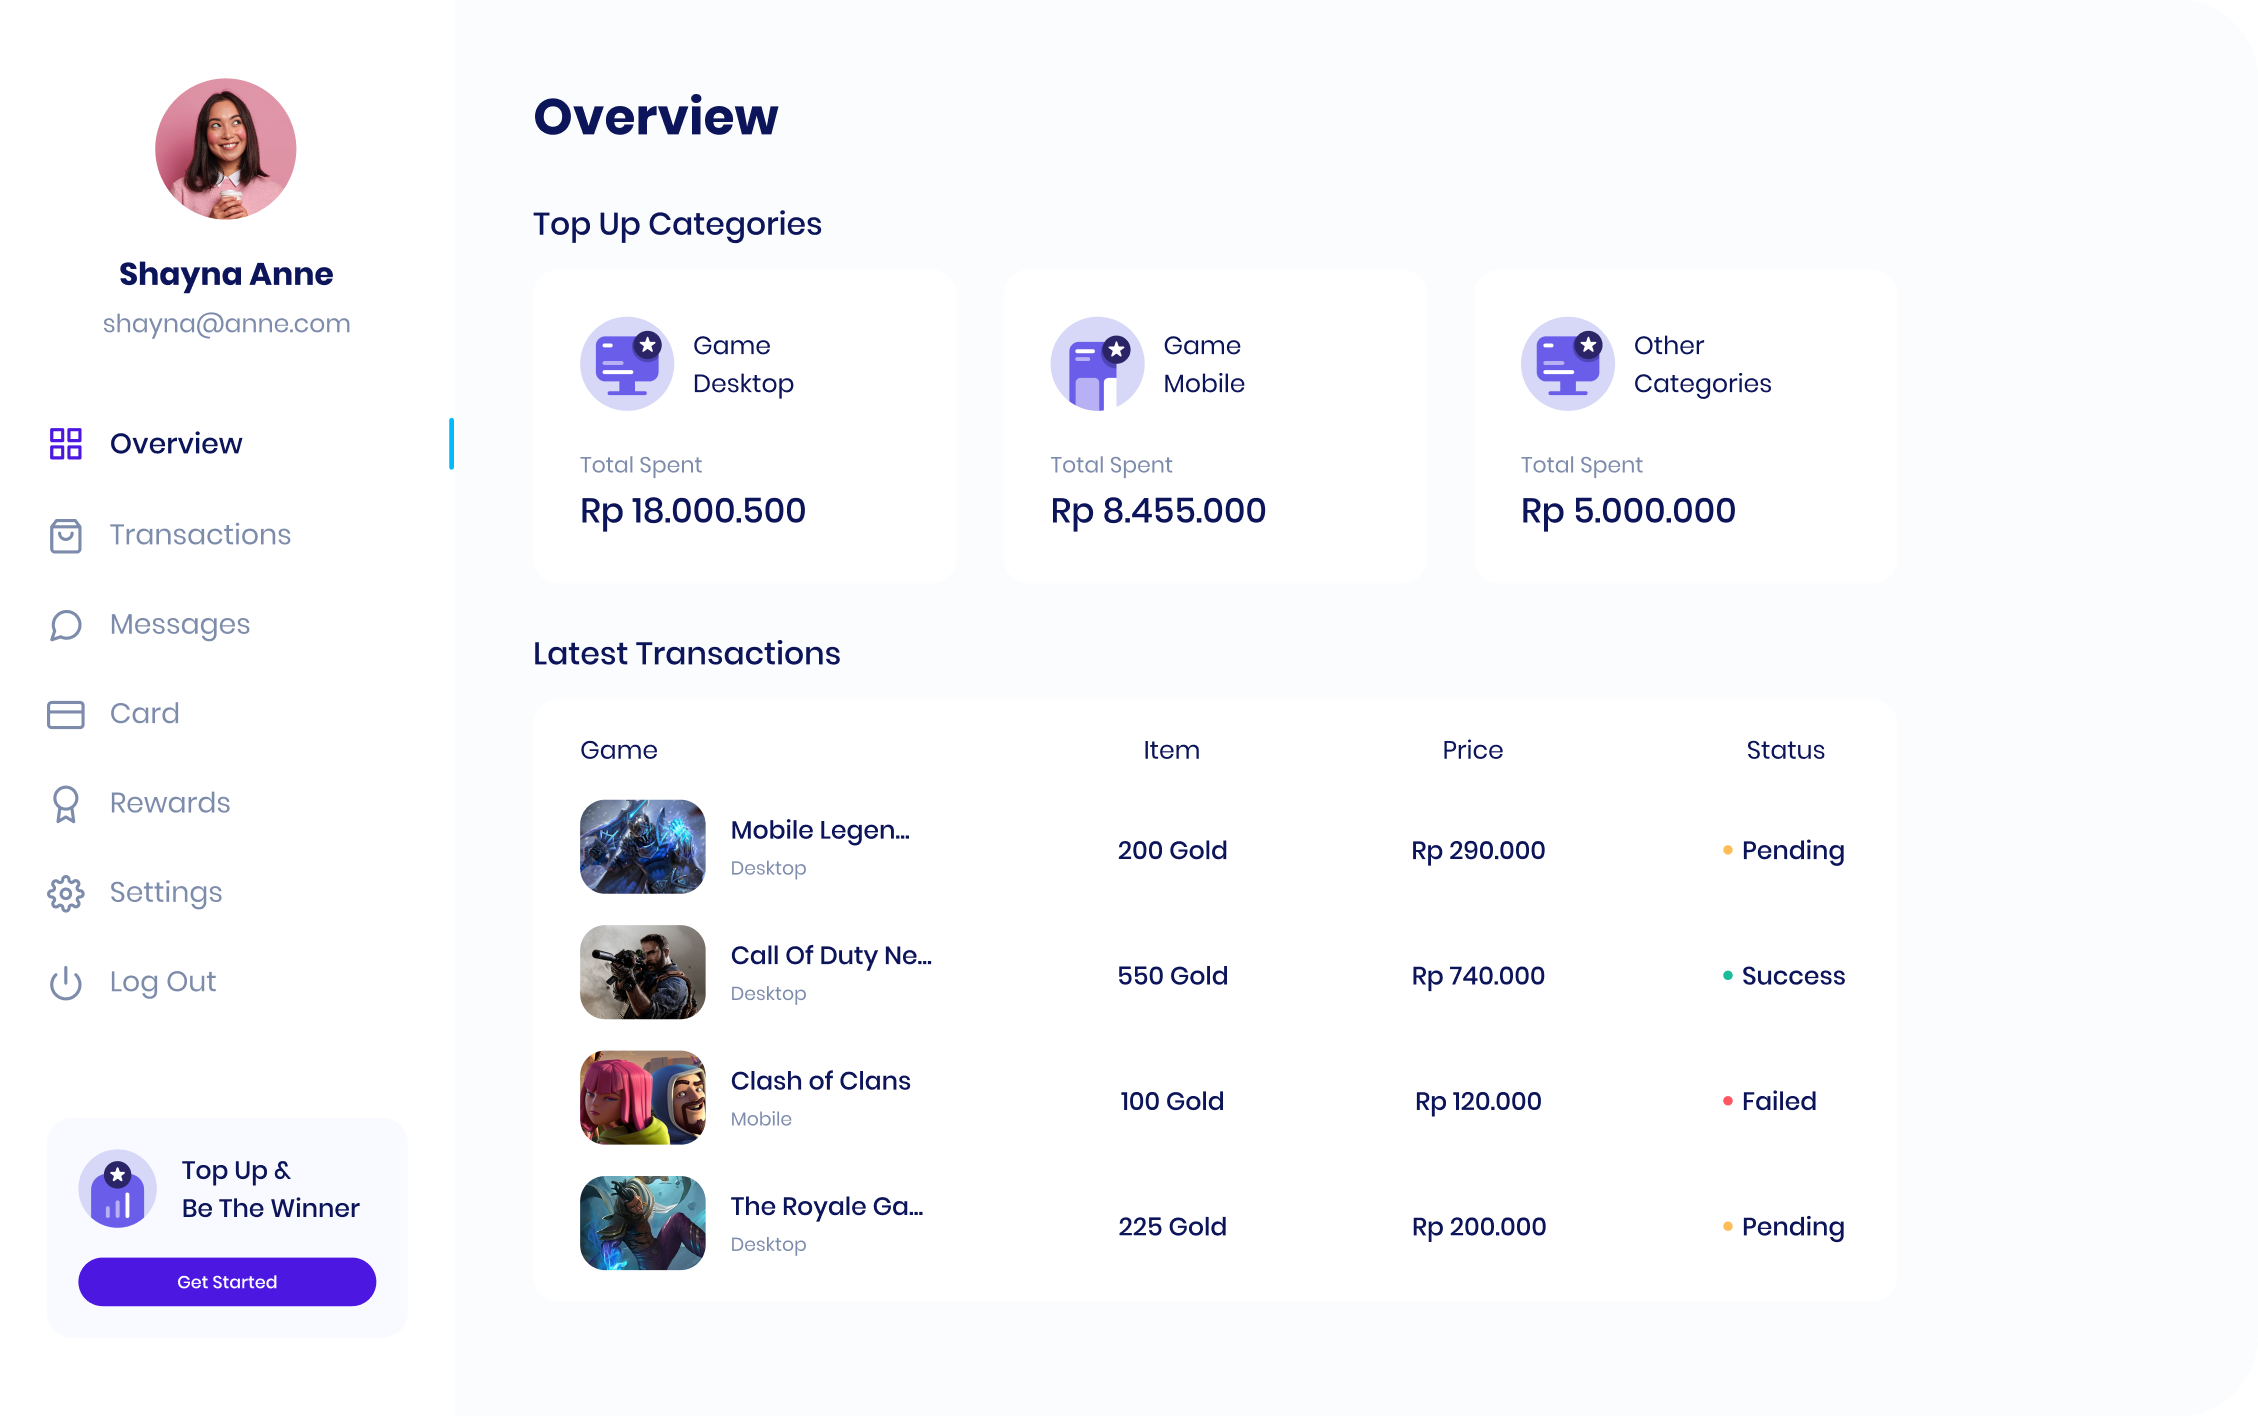 Shayna Anne
shayna@anne.com
Overview
Transactions
Messages
Card
Rewards
Settings
Log Out
Top Up &
Be The Winner
Get Started
Overview
Top Up Categories
Game
Desktop
Total Spent
Rp 18.000.500
Game
Mobile
Total Spent
Rp 8.455.000
Other
Categories
Total Spent
Rp 5.000.000
Latest Transactions
Game Item Price Status
Mobile Legen...
Desktop
200 Gold Rp 290.000 Pending
Call Of Duty Ne...
Desktop
550 Gold Rp 740.000 Success
Clash of Clans
Mobile
100 Gold Rp 120.000 Failed
The Royale Ga...
Desktop
225 Gold Rp 200.000 Pending